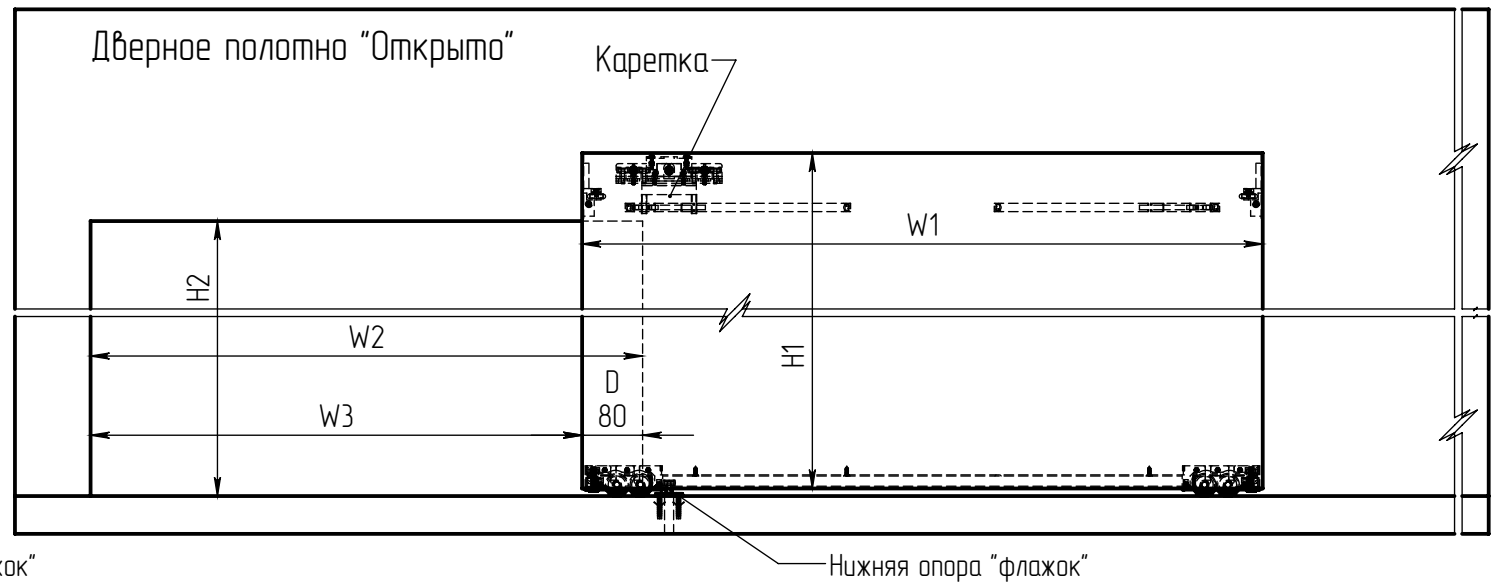 Дверное полотно "Открыто"
Каретка
W1
H2
W2
H1
D
W3
80
Нижняя опора "флажок"